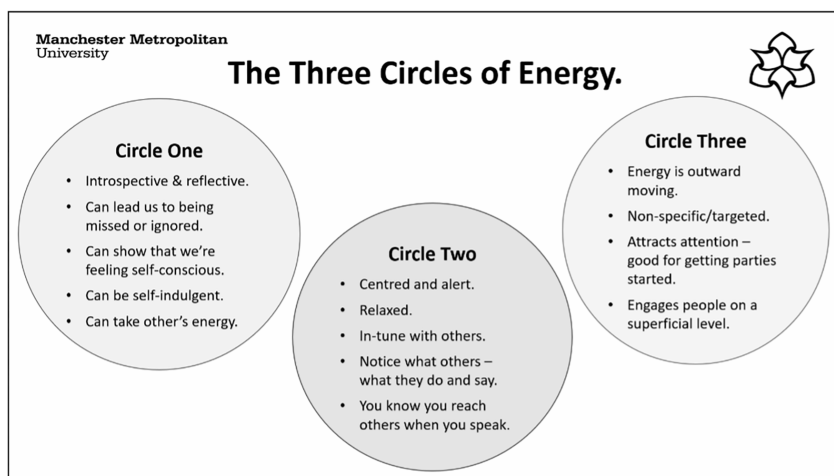 Manchester Metropolitan
University
The Three Circles of Energy.
Circle One
• Introspective & reflective.
• Can lead us to being
missed or ignored.
• Can show that we're
feeling self-conscious.
• Can be self-indulgent.
• Can take other's energy.
Circle Two
• Centred and alert.
• Relaxed.
• In-tune with others.
• Notice what others –
what they do and say.
• You know you reach
others when you speak.
Circle Three
• Energy is outward
moving.
• Non-specific/targeted.
• Attracts attention –
good for getting parties
started.
• Engages people on a
superficial level.